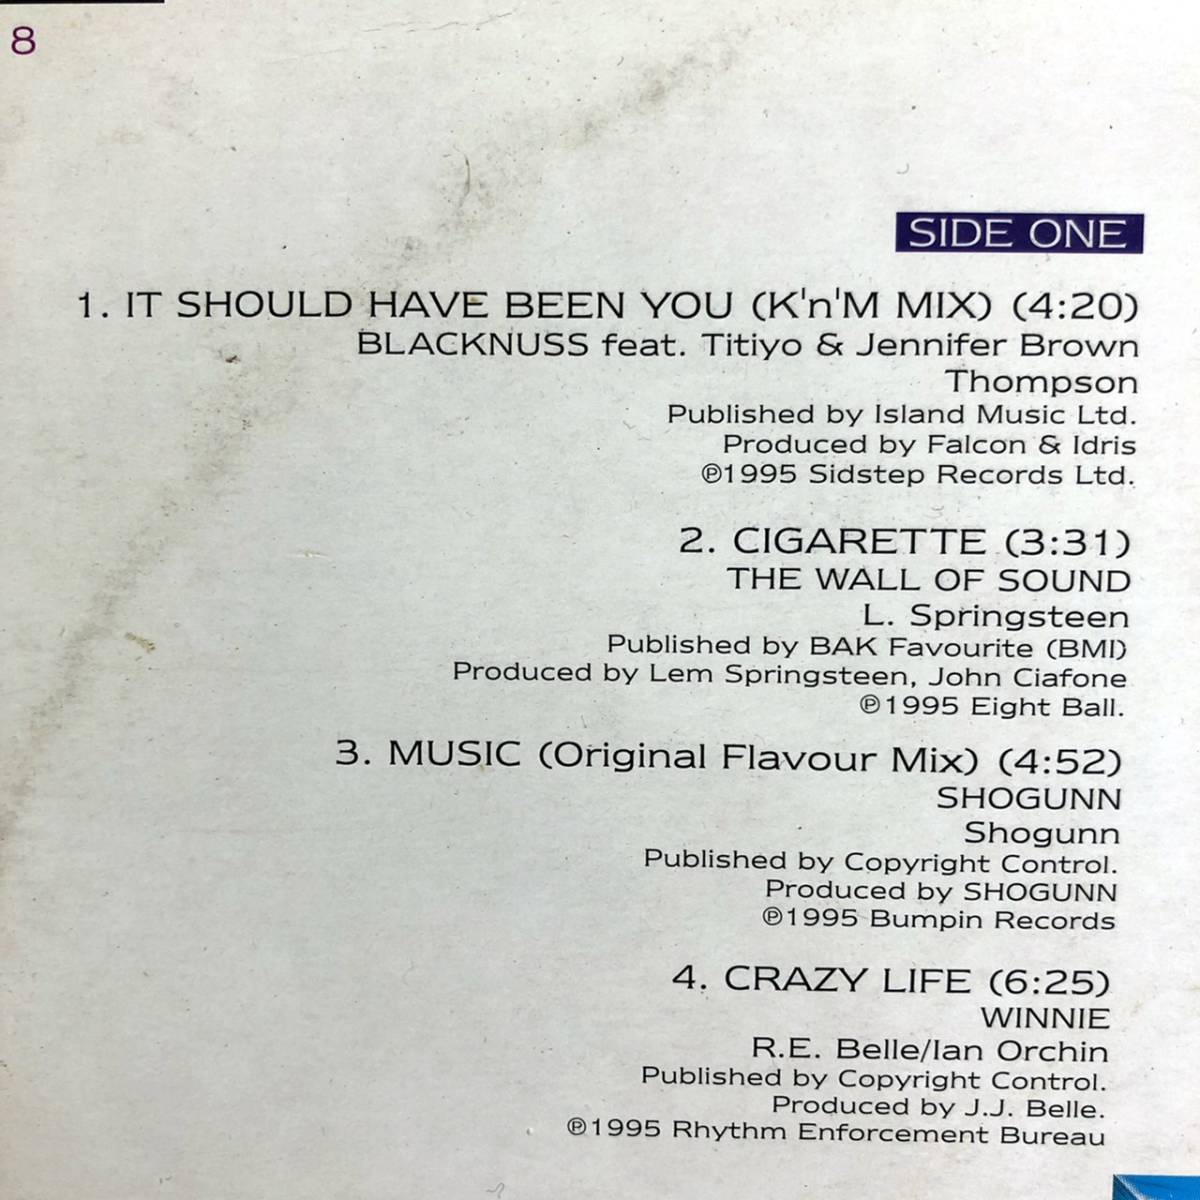 8
SIDE ONE
1. IT SHOULD HAVE BEEN YOU (K'n'M MIX) (4:20)
BLACKNUSS feat. Titiyo & Jennifer Brown
Thompson
Published by Island Music Ltd.
Produced by Falcon & Idris
℗1995 Sidstep Records Ltd.
2. CIGARETTE (3:31)
THE WALL OF SOUND
L. Springsteen
Published by BAK Favourite (BMI)
Produced by Lem Springsteen, John Ciafone
℗1995 Eight Ball.
3. MUSIC (Original Flavour Mix) (4:52)
SHOGUNN
Shogunn
Published by Copyright Control.
Produced by SHOGUNN
℗1995 Bumpin Records
4. CRAZY LIFE (6:25)
WINNIE
R.E. Belle/Ian Orchin
Published by Copyright Control.
Produced by J.J. Belle.
℗1995 Rhythm Enforcement Bureau